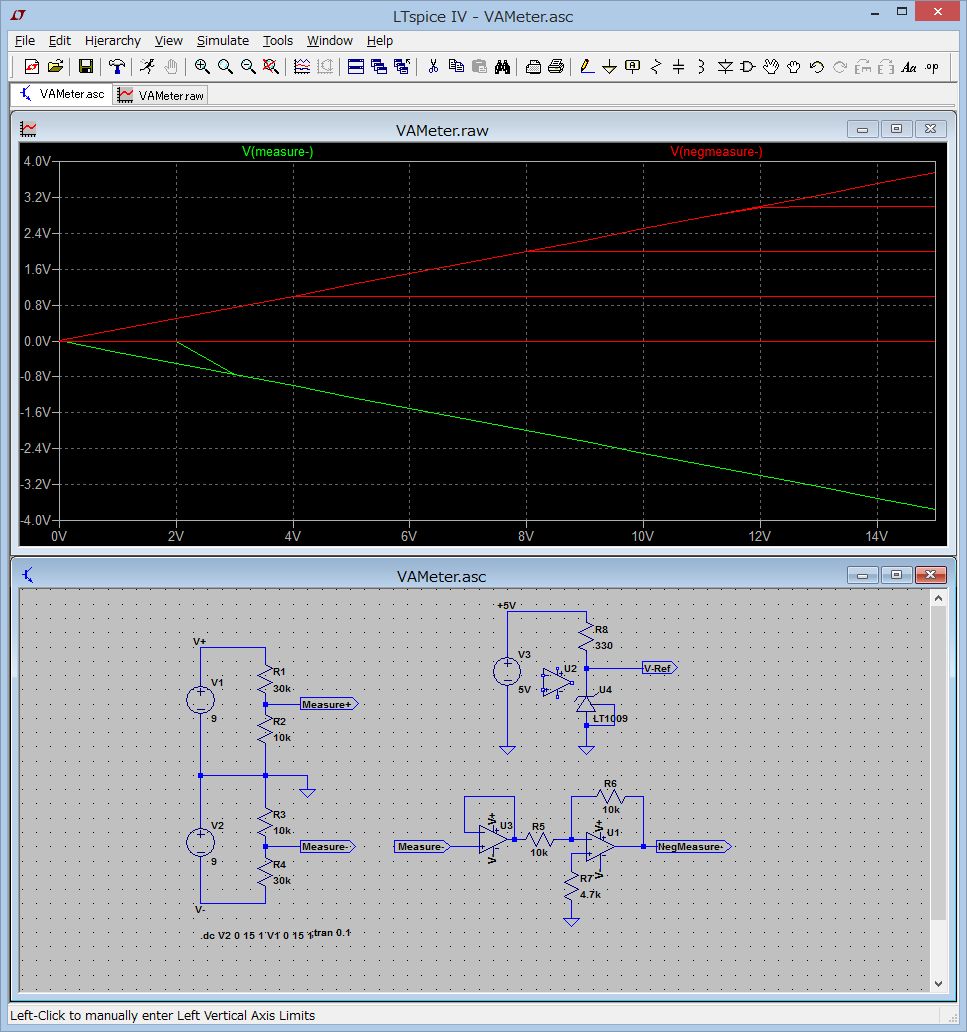 LTspice IV - VAMeter.asc
File Edit Hierarchy View Simulate Tools Window Help
Aa .op
VAMeter.asc VAMeter.raw
VAMeter.raw
V(measure-) V(negmeasure-)
4.0V
3.2V
2.4V
1.6V
0.8V
0.0V
-0.8V
-1.6V
-2.4V
-3.2V
-4.0V
0V 2V 4V 6V 8V 10V 12V 14V
VAMeter.asc
+5V
R8
330
V3
5V
U2
V-Ref
U4
LT1009
V+
V1
9
R1
30k
Measure+
R2
10k
V2
9
R3
10k
Measure-
R4
30k
V-
Measure-
V+
U3
V-
R5
10k
R6
10k
V+
U1
V-
NegMeasure-
R7
4.7k
.dc V2 0 15 1 V1 0 15 1
.tran 0.1
Left-Click to manually enter Left Vertical Axis Limits